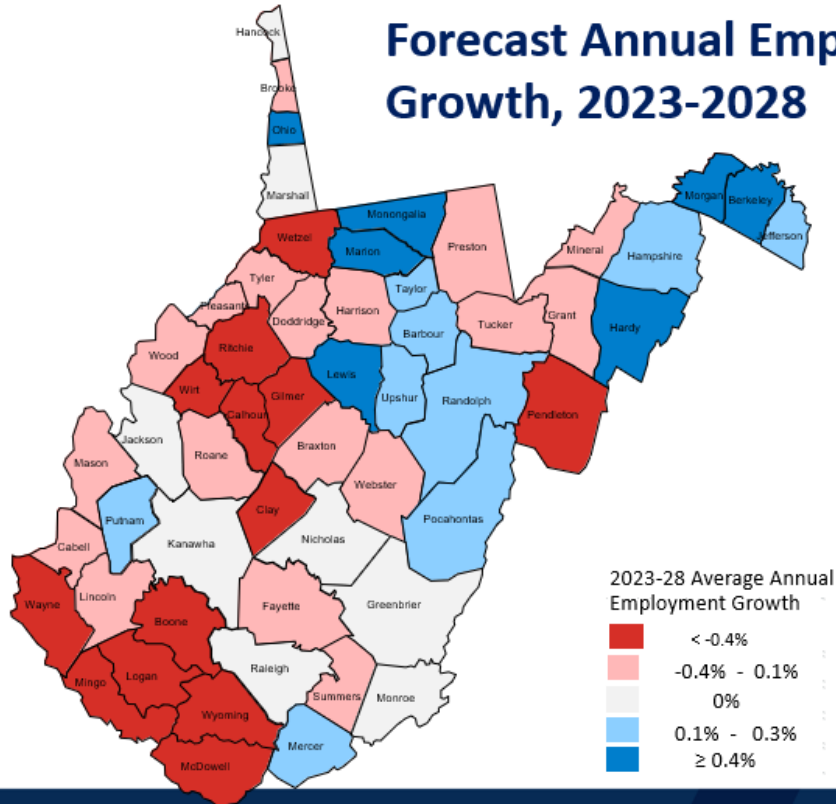 Forecast Annual Emp
Growth, 2023-2028
Hancock
Brooke
Ohio
Marshall
Wetzel
Monongalia
Marion
Preston
Morgan
Berkeley
Jefferson
Mineral
Hampshire
Tyler
Pleasant
Doddridge
Harrison
Taylor
Barbour
Tucker
Grant
Hardy
Wood
Ritchie
Wirt
Calhoun
Gilmer
Lewis
Upshur
Randolph
Pendleton
Jackson
Roane
Braxton
Webster
Mason
Putnam
Clay
Pocahontas
Cabell
Kanawha
Nicholas
Wayne
Lincoln
Boone
Fayette
Greenbrier
Mingo
Logan
Raleigh
Summers
Monroe
Wyoming
Mercer
McDowell
2023-28 Average Annual
Employment Growth
< -0.4%
-0.4% - 0.1%
0%
0.1% - 0.3%
≥ 0.4%